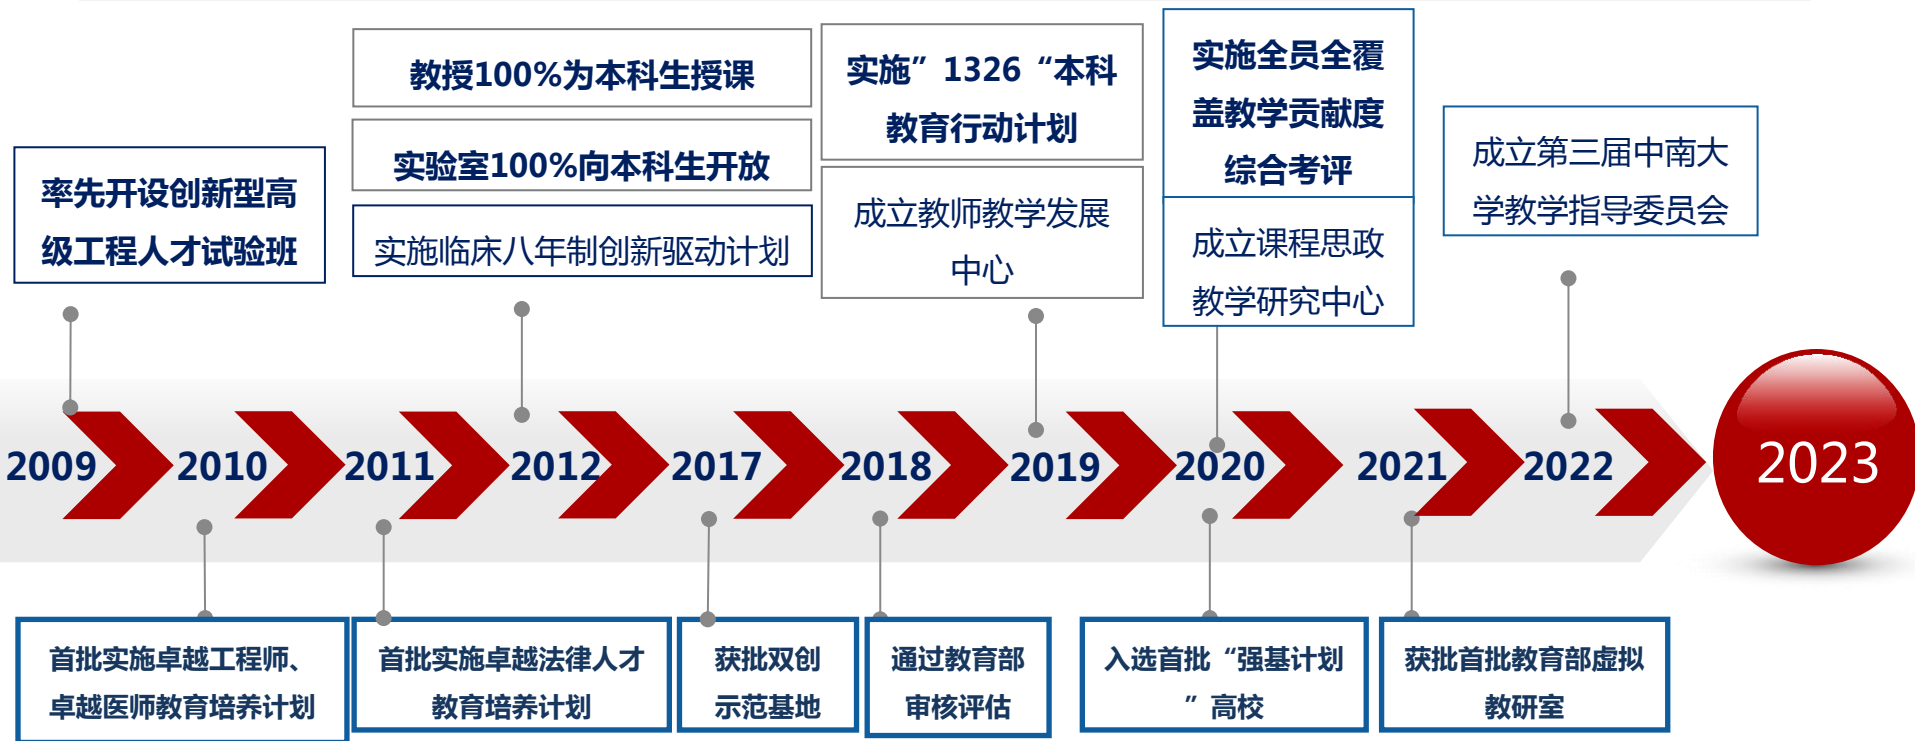 教授100%为本科生授课
实验室100%向本科生开放
实施临床八年制创新驱动计划
实施”1326“本科
教育行动计划
成立教师教学发展
中心
实施全员全覆
盖教学贡献度
综合考评
成立课程思政
教学研究中心
成立第三届中南大
学教学指导委员会
率先开设创新型高
级工程人才试验班
2009
2010
2011
2012
2017
2018
2019
2020
2021
2022
2023
首批实施卓越工程师、
卓越医师教育培养计划
首批实施卓越法律人才
教育培养计划
获批双创
示范基地
通过教育部
审核评估
入选首批“强基计划
”高校
获批首批教育部虚拟
教研室